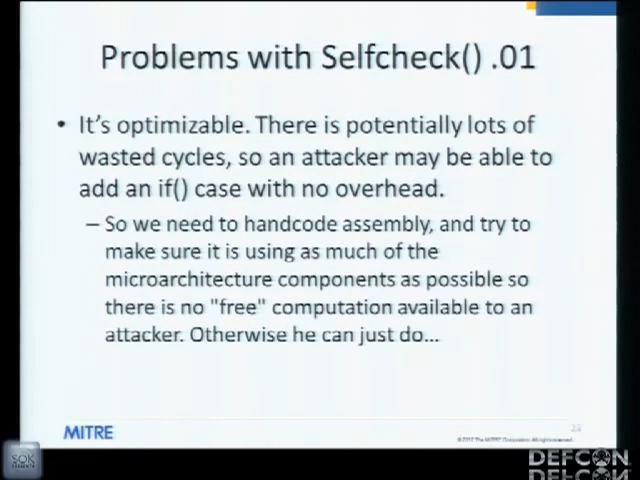 Problems with Selfcheck() .01
• It's optimizable. There is potentially lots of
wasted cycles, so an attacker may be able to
add an if() case with no overhead.
– So we need to handcode assembly, and try to
make sure it is using as much of the
microarchitecture components as possible so
there is no "free" computation available to an
attacker. Otherwise he can just do…
MITRE
DEFCON